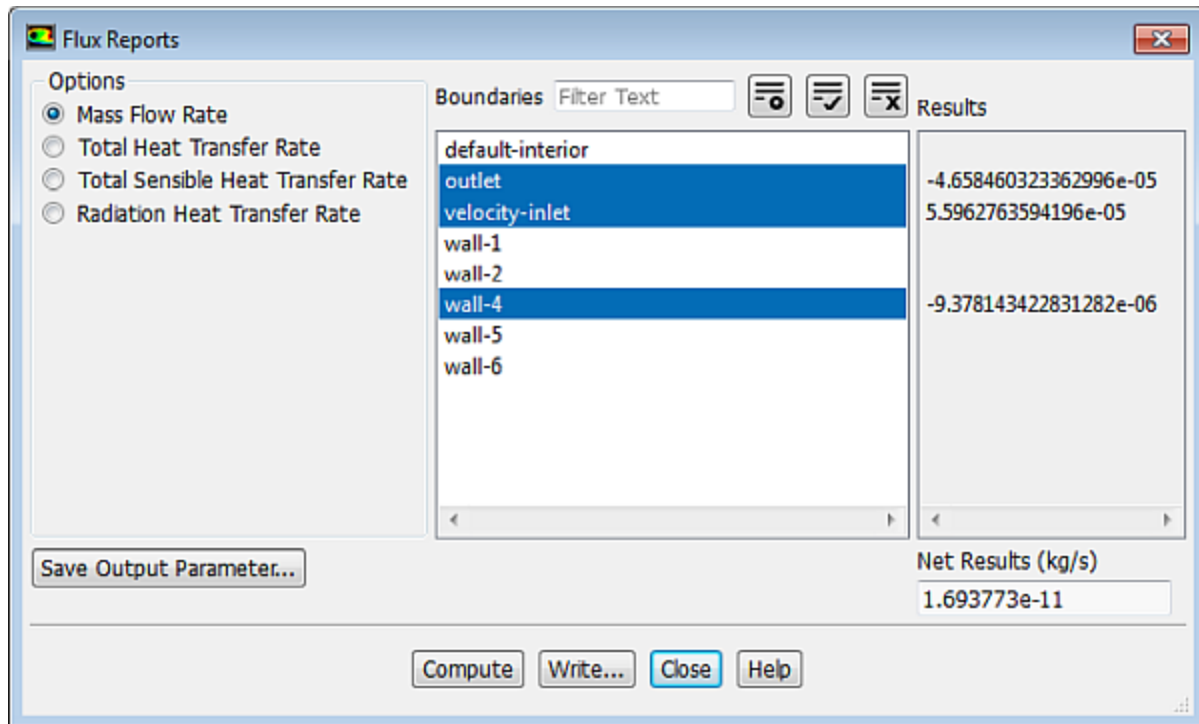 Flux Reports
Options
Mass Flow Rate
Total Heat Transfer Rate
Total Sensible Heat Transfer Rate
Radiation Heat Transfer Rate
Save Output Parameter...
Boundaries Filter Text
default-interior
outlet
velocity-inlet
wall-1
wall-2
wall-4
wall-5
wall-6
Results
-4.658460323362996e-05
5.5962763594196e-05
-9.378143422831282e-06
Net Results (kg/s)
1.693773e-11
Compute Write... Close Help